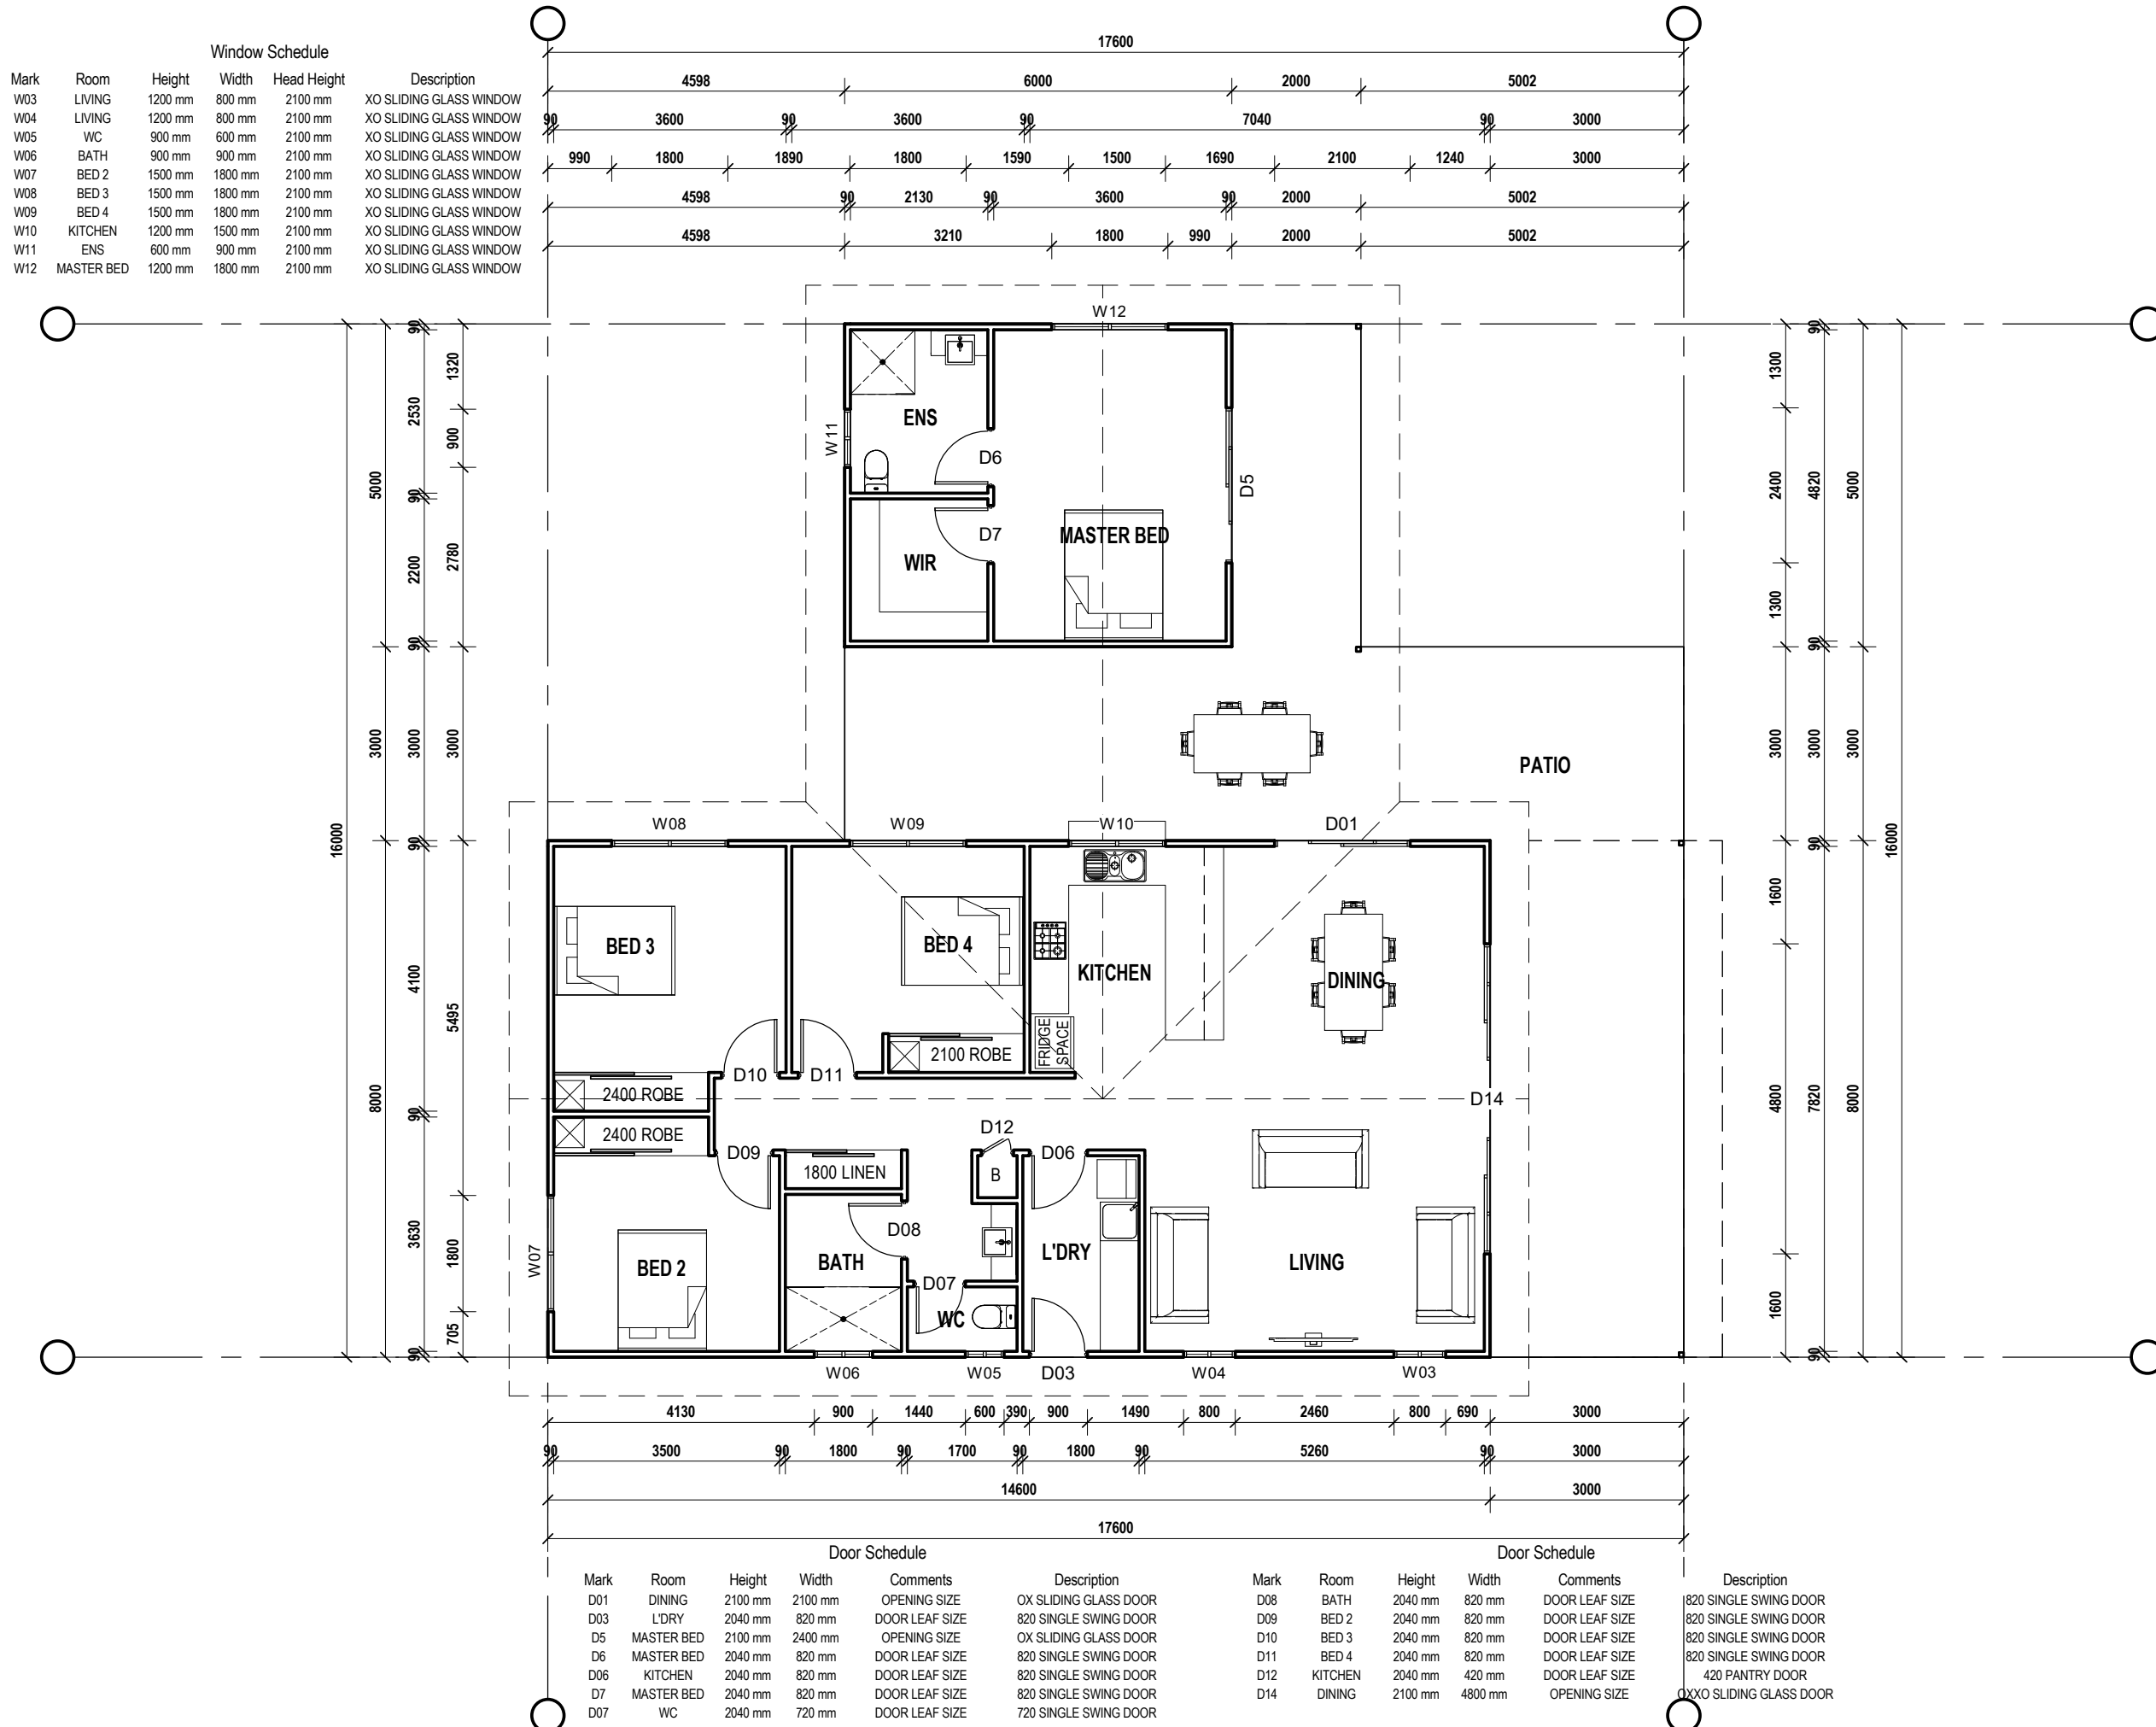 Window Schedule
Mark Room Height Width Head Height Description
W03 LIVING 1200 mm 800 mm 2100 mm XO SLIDING GLASS WINDOW
W04 LIVING 1200 mm 800 mm 2100 mm XO SLIDING GLASS WINDOW
W05 WC 900 mm 600 mm 2100 mm XO SLIDING GLASS WINDOW
W06 BATH 900 mm 900 mm 2100 mm XO SLIDING GLASS WINDOW
W07 BED 2 1500 mm 1800 mm 2100 mm XO SLIDING GLASS WINDOW
W08 BED 3 1500 mm 1800 mm 2100 mm XO SLIDING GLASS WINDOW
W09 BED 4 1500 mm 1800 mm 2100 mm XO SLIDING GLASS WINDOW
W10 KITCHEN 1200 mm 1500 mm 2100 mm XO SLIDING GLASS WINDOW
W11 ENS 600 mm 900 mm 2100 mm XO SLIDING GLASS WINDOW
W12 MASTER BED 1200 mm 1800 mm 2100 mm XO SLIDING GLASS WINDOW
17600
4598 6000 2000 5002
90 3600 90 3600 90 7040 90 3000
990 1800 1890 1800 1590 1500 1690 2100 1240 3000
4598 90 2130 90 3600 90 2000 5002
4598 3210 1800 990 2000 5002
16000
5000 3000 8000
90 2530 90 2200 90 3000 90 4100 90 3630 90
1320 900 2780 3000 5495 1800 705
W12
ENS
W11
D6
D5
D7
MASTER BED
WIR
PATIO
W08 W09 W10 D01
BED 3
BED 4
KITCHEN
DINING
FRIDGE
SPACE
2100 ROBE
D10 D11
2400 ROBE
D14
2400 ROBE
D12
D09 D06
1800 LINEN
B
D08
W07
BATH
L'DRY
LIVING
BED 2
D07
WC
W06 W05 D03 W04 W03
1300 2400 1300 3000 1600 4800 1600
90 4820 90 3000 90 7820 90
5000 3000 8000
16000
4130 900 1440 600 390 900 1490 800 2460 800 690 3000
90 3500 90 1800 90 1700 90 1800 90 5260 90 3000
14600 3000
17600
Door Schedule
Mark Room Height Width Comments Description
D01 DINING 2100 mm 2100 mm OPENING SIZE OX SLIDING GLASS DOOR
D03 L'DRY 2040 mm 820 mm DOOR LEAF SIZE 820 SINGLE SWING DOOR
D5 MASTER BED 2100 mm 2400 mm OPENING SIZE OX SLIDING GLASS DOOR
D6 MASTER BED 2040 mm 820 mm DOOR LEAF SIZE 820 SINGLE SWING DOOR
D06 KITCHEN 2040 mm 820 mm DOOR LEAF SIZE 820 SINGLE SWING DOOR
D7 MASTER BED 2040 mm 820 mm DOOR LEAF SIZE 820 SINGLE SWING DOOR
D07 WC 2040 mm 720 mm DOOR LEAF SIZE 720 SINGLE SWING DOOR
Door Schedule
Mark Room Height Width Comments Description
D08 BATH 2040 mm 820 mm DOOR LEAF SIZE 820 SINGLE SWING DOOR
D09 BED 2 2040 mm 820 mm DOOR LEAF SIZE 820 SINGLE SWING DOOR
D10 BED 3 2040 mm 820 mm DOOR LEAF SIZE 820 SINGLE SWING DOOR
D11 BED 4 2040 mm 820 mm DOOR LEAF SIZE 820 SINGLE SWING DOOR
D12 KITCHEN 2040 mm 420 mm DOOR LEAF SIZE 420 PANTRY DOOR
D14 DINING 2100 mm 4800 mm OPENING SIZE OXXO SLIDING GLASS DOOR